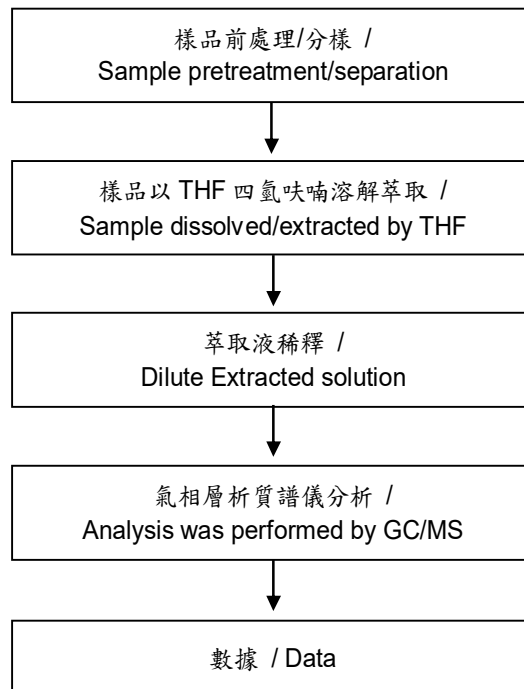 樣品前處理/分樣 /
Sample pretreatment/separation
樣品以 THF 四氫呋喃溶解萃取 /
Sample dissolved/extracted by THF
萃取液稀釋 /
Dilute Extracted solution
氣相層析質譜儀分析 /
Analysis was performed by GC/MS
數據 / Data